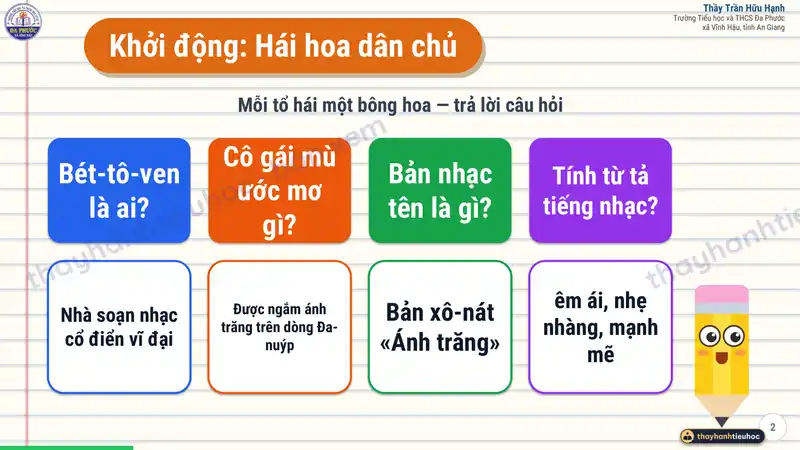 ĐA PHƯỚC
Thầy Trần Hữu Hạnh
Trường Tiểu học và THCS Đa Phước
xã Vĩnh Hậu, tỉnh An Giang
Khởi động: Hái hoa dân chủ
Mỗi tổ hái một bông hoa — trả lời câu hỏi
Bét-tô-ven
là ai?
Cô gái mù
ước mơ
gì?
Bản nhạc
tên là gì?
Tính từ tả
tiếng nhạc?
Nhà soạn nhạc
cổ điển vĩ đại
Được ngắm ánh
trăng trên dòng Đa-
nuýp
Bản xô-nát
«Ánh trăng»
êm ái, nhẹ
nhàng, mạnh
mẽ
thayhanhtieuhoc
2